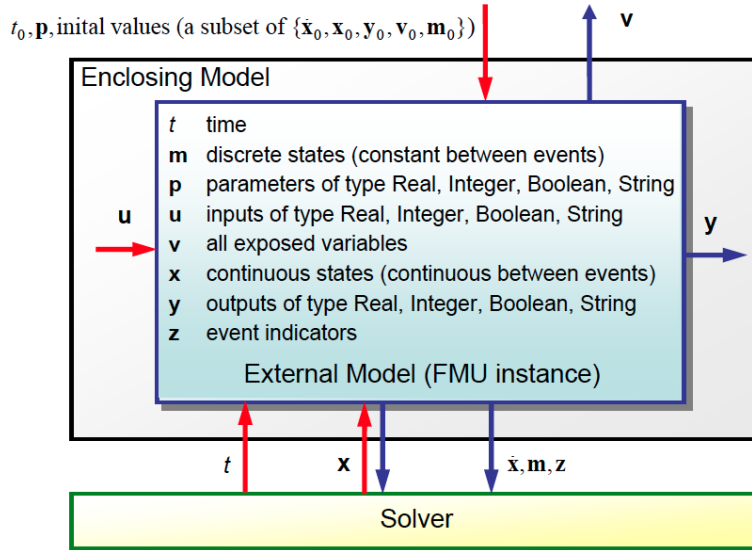 t₀, p, inital values (a subset of {ẋ₀, x₀, y₀, v₀, m₀})
v
Enclosing Model
t time
m discrete states (constant between events)
p parameters of type Real, Integer, Boolean, String
u inputs of type Real, Integer, Boolean, String
v all exposed variables
x continuous states (continuous between events)
y outputs of type Real, Integer, Boolean, String
z event indicators
External Model (FMU instance)
u
y
t
x
ẋ, m, z
Solver